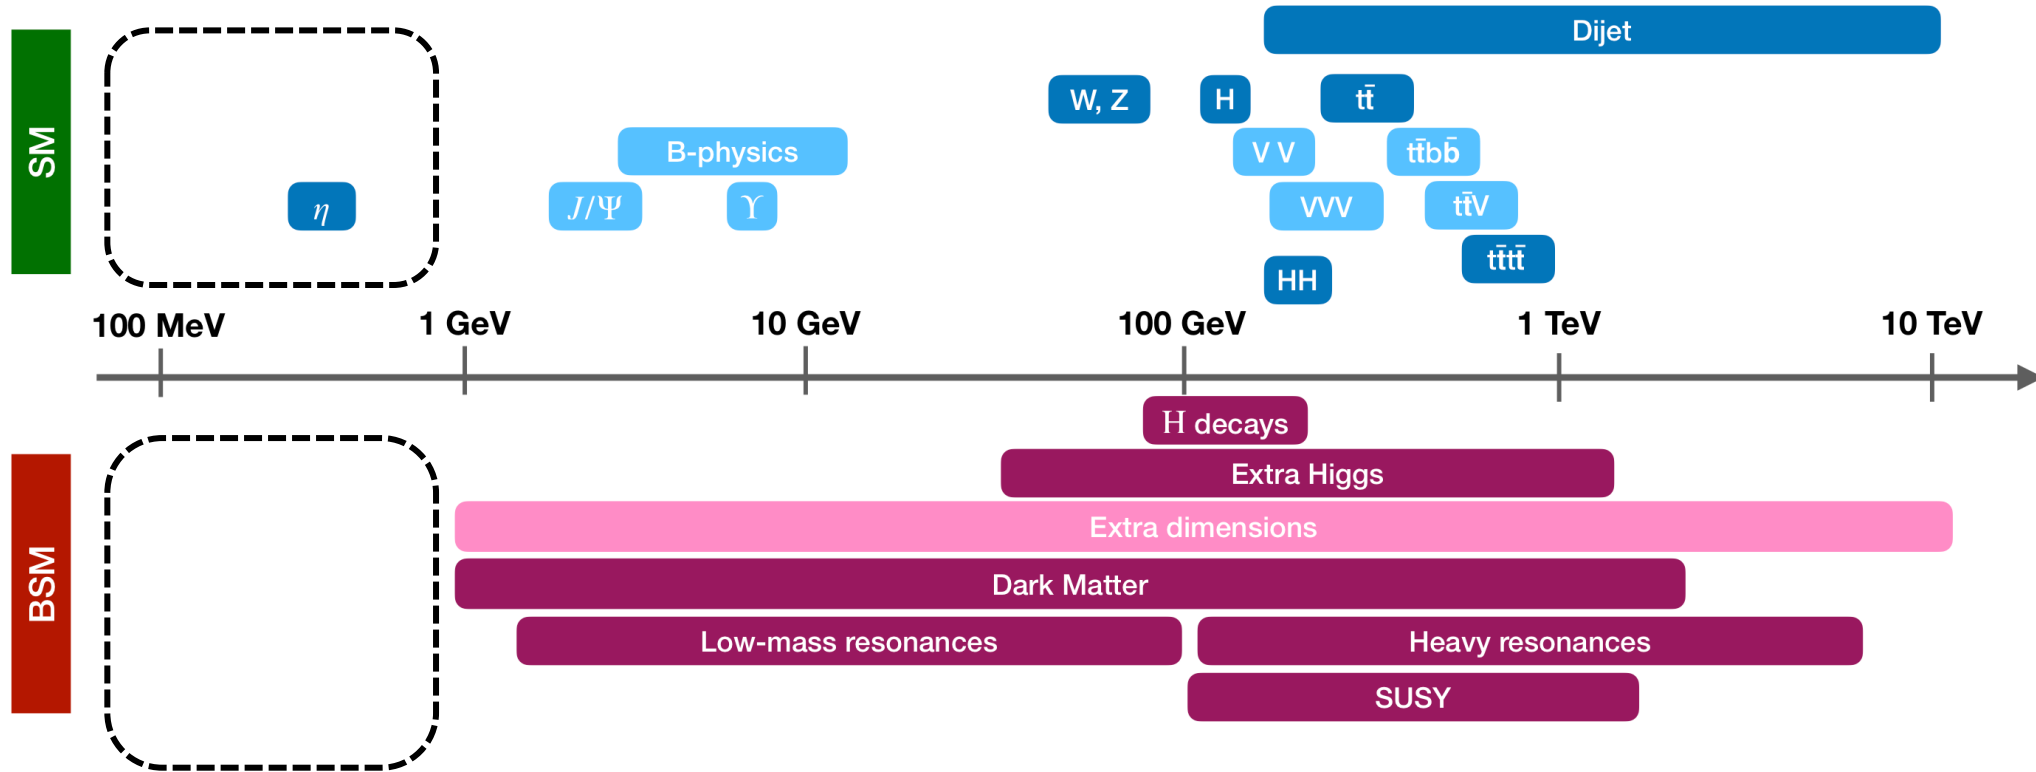 SM
Dijet
W, Z
H
tt̄
B-physics
V V
tt̄bb̄
η
J/Ψ
ϒ
VVV
tt̄V
tt̄tt̄
HH
100 MeV
1 GeV
10 GeV
100 GeV
1 TeV
10 TeV
BSM
H decays
Extra Higgs
Extra dimensions
Dark Matter
Low-mass resonances
Heavy resonances
SUSY